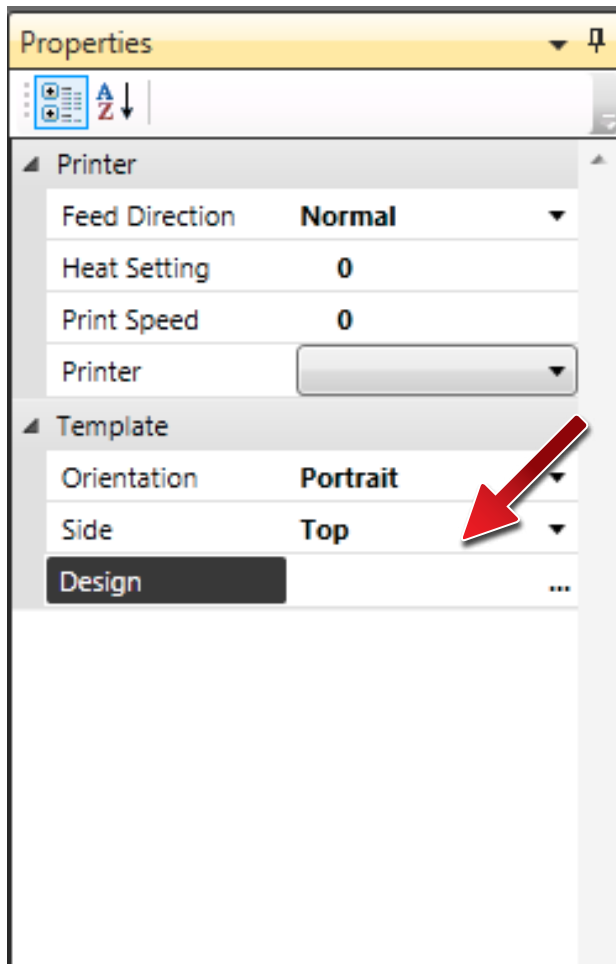 Properties
A
Z
Printer
Feed Direction Normal
Heat Setting 0
Print Speed 0
Printer
Template
Orientation Portrait
Side Top
Design ...